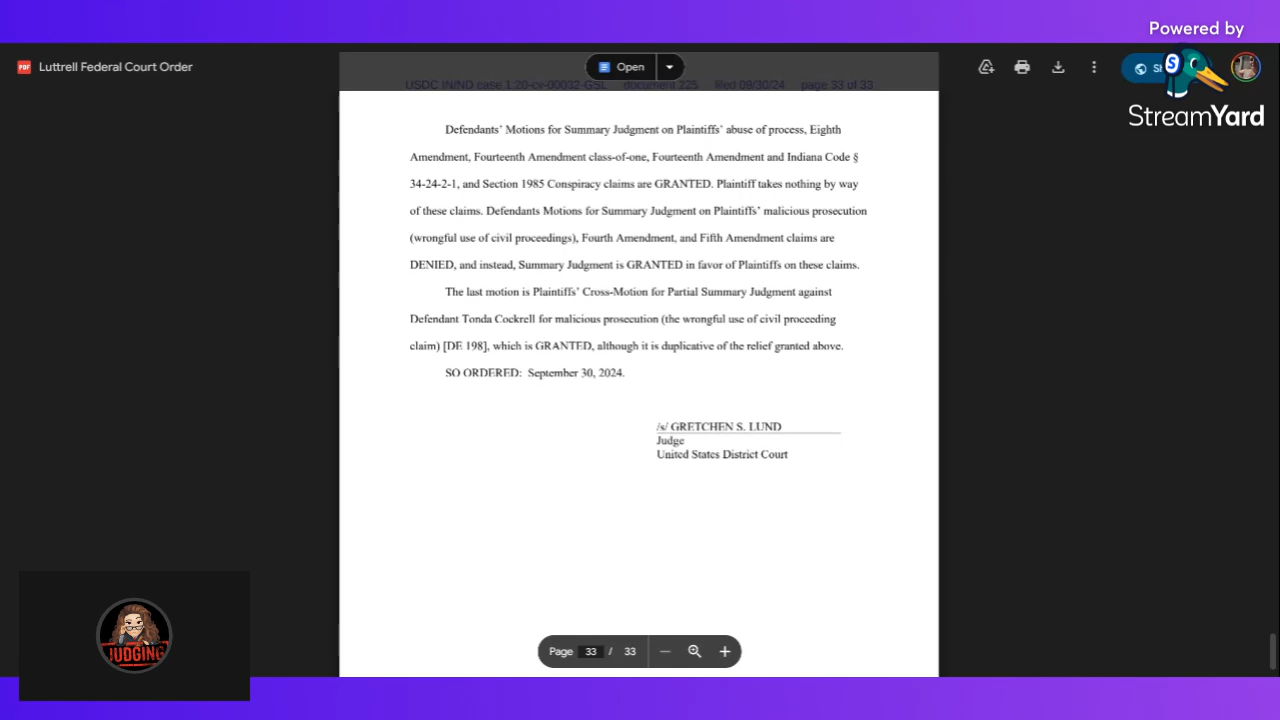 Powered by
StreamYard
Luttrell Federal Court Order
Open
USDC IN/ND case 1:20-cv-00032-GSL document 225 filed 09/30/24 page 33 of 33
Defendants' Motions for Summary Judgment on Plaintiffs' abuse of process, Eighth
Amendment, Fourteenth Amendment class-of-one, Fourteenth Amendment and Indiana Code §
34-24-2-1, and Section 1985 Conspiracy claims are GRANTED. Plaintiff takes nothing by way
of these claims. Defendants Motions for Summary Judgment on Plaintiffs' malicious prosecution
(wrongful use of civil proceedings), Fourth Amendment, and Fifth Amendment claims are
DENIED, and instead, Summary Judgment is GRANTED in favor of Plaintiffs on these claims.
The last motion is Plaintiffs' Cross-Motion for Partial Summary Judgment against
Defendant Tonda Cockrell for malicious prosecution (the wrongful use of civil proceeding
claim) [DE 198], which is GRANTED, although it is duplicative of the relief granted above.
SO ORDERED: September 30, 2024.
/s/ GRETCHEN S. LUND
Judge
United States District Court
JUDGING
Page 33 / 33